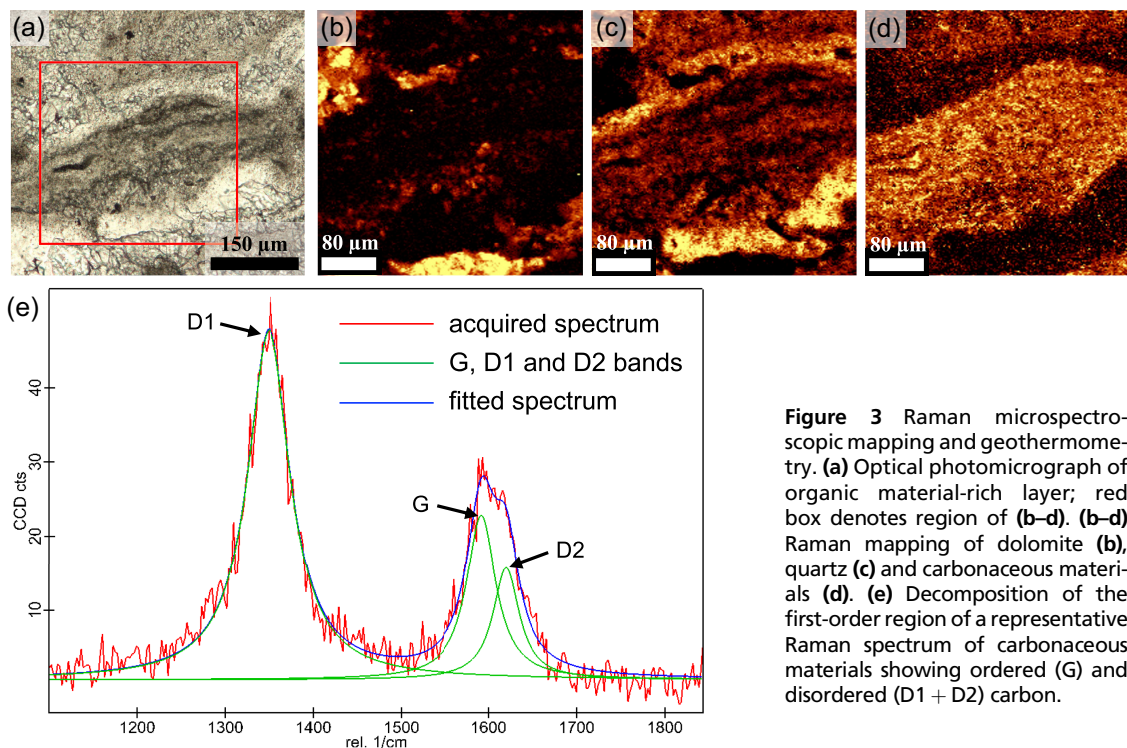 (a)
(b)
(c)
(d)
150 µm
80 µm
80 µm
80 µm
(e)
D1
acquired spectrum
G, D1 and D2 bands
fitted spectrum
G
D2
CCD cts
40
30
20
10
1200
1300
1400
1500
1600
1700
1800
rel. 1/cm
Figure 3 Raman microspectro-
scopic mapping and geothermome-
try. (a) Optical photomicrograph of
organic material-rich layer; red
box denotes region of (b–d). (b–d)
Raman mapping of dolomite (b),
quartz (c) and carbonaceous materi-
als (d). (e) Decomposition of the
first-order region of a representative
Raman spectrum of carbonaceous
materials showing ordered (G) and
disordered (D1 + D2) carbon.